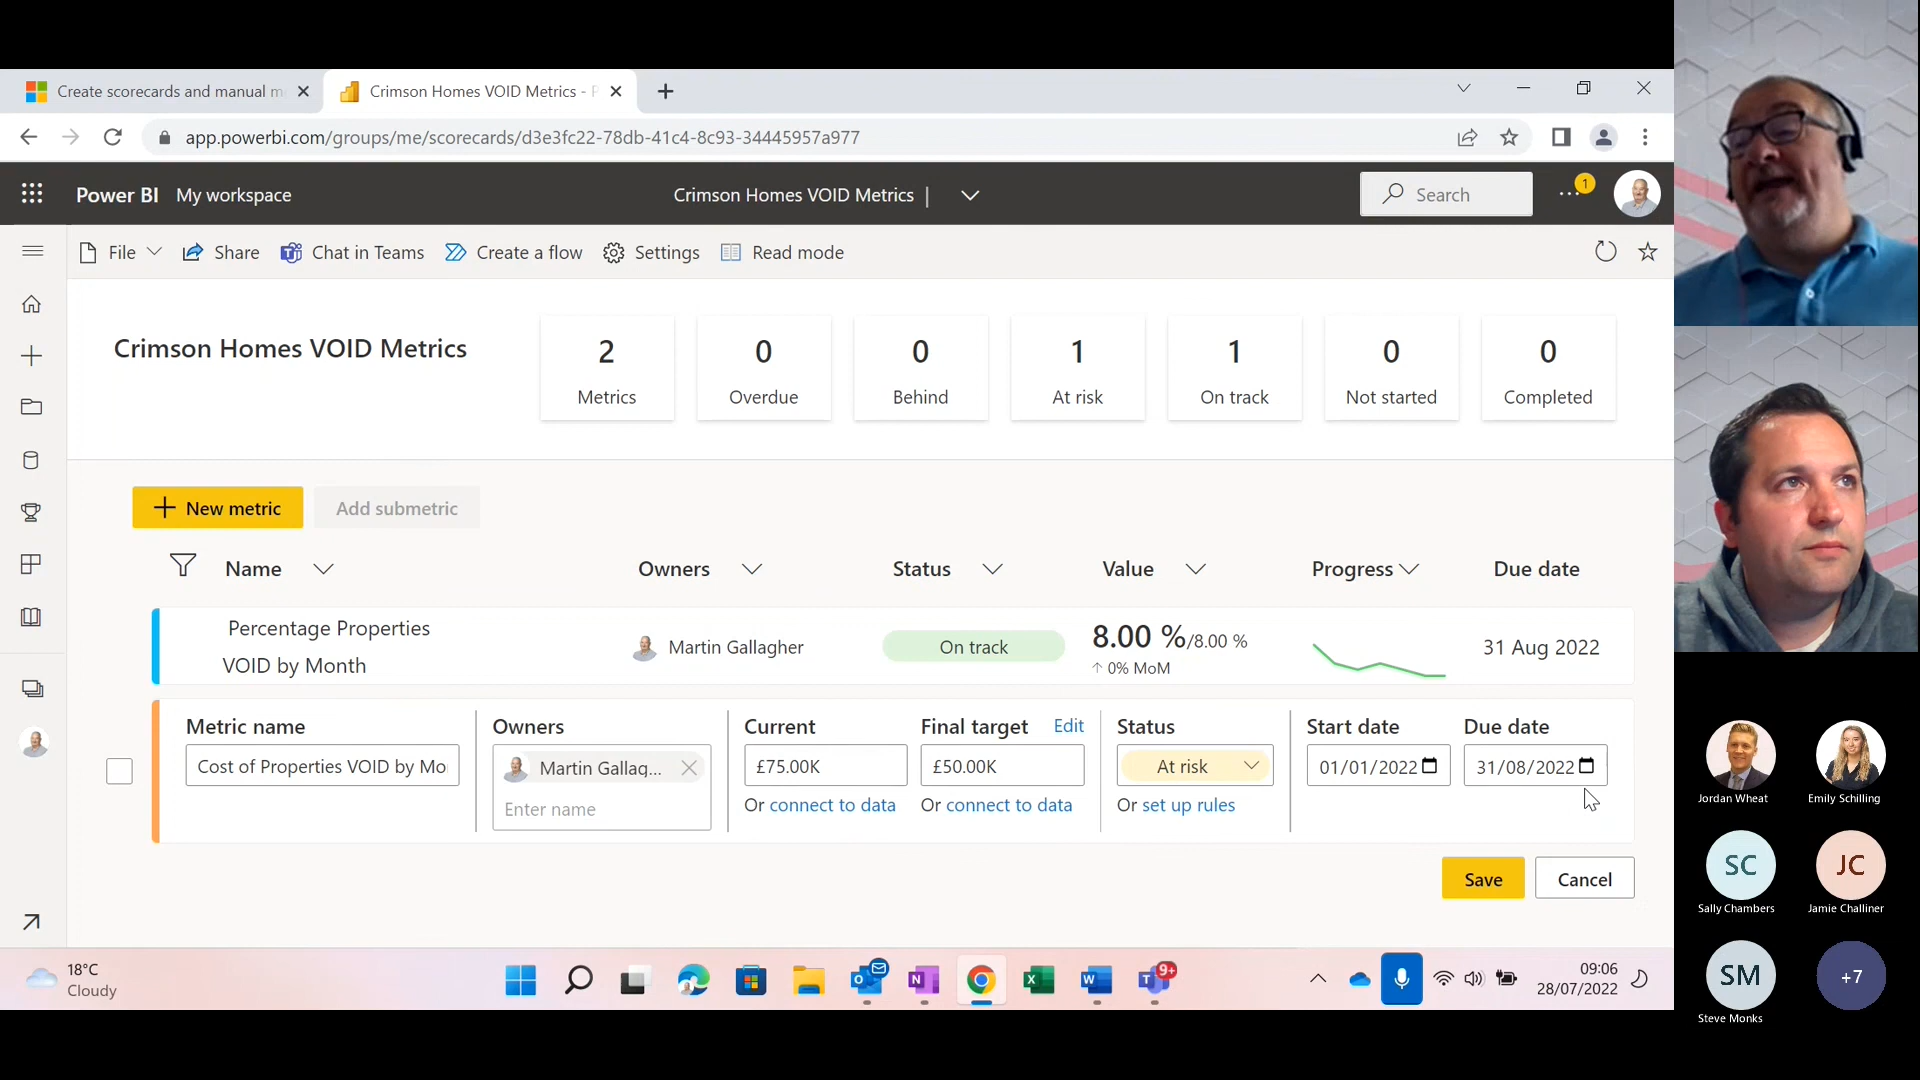 Create scorecards and manual m
Crimson Homes VOID Metrics - P
app.powerbi.com/groups/me/scorecards/d3e3fc22-78db-41c4-8c93-34445957a977
Power BI My workspace
Crimson Homes VOID Metrics |
Search
1
File
Share
Chat in Teams
Create a flow
Settings
Read mode
Crimson Homes VOID Metrics
2
Metrics
0
Overdue
0
Behind
1
At risk
1
On track
0
Not started
0
Completed
New metric
Add submetric
Name
Owners
Status
Value
Progress
Due date
Percentage Properties
VOID by Month
Martin Gallagher
On track
8.00 %/8.00 %
↑ 0% MoM
31 Aug 2022
Metric name
Cost of Properties VOID by Mo
Owners
Martin Gallag...
Enter name
Current
£75.00K
Or connect to data
Final target Edit
£50.00K
Or connect to data
Status
At risk
Or set up rules
Start date
01/01/2022
Due date
31/08/2022
Save
Cancel
18°C
Cloudy
9+
09:06
28/07/2022
Jordan Wheat
Emily Schilling
SC
Sally Chambers
JC
Jamie Challiner
SM
Steve Monks
+7